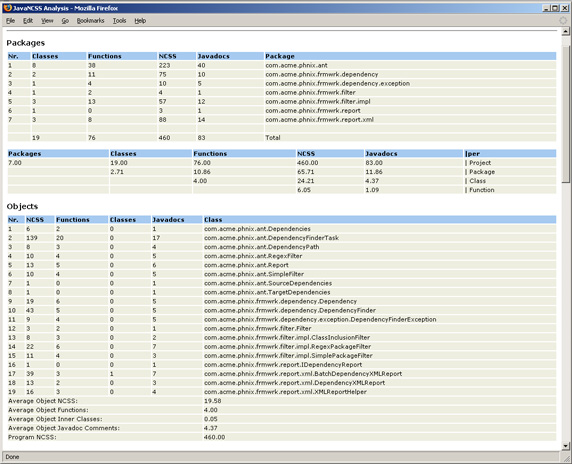 JavaNCSS Analysis - Mozilla Firefox
File Edit View Go Bookmarks Tools Help
Packages
Nr. Classes Functions NCSS Javadocs Package
1 8 38 223 40 com.acme.phnix.ant
2 2 11 75 10 com.acme.phnix.frmwrk.dependency
3 1 4 10 5 com.acme.phnix.frmwrk.dependency.exception
4 1 2 4 1 com.acme.phnix.frmwrk.filter
5 3 13 57 12 com.acme.phnix.frmwrk.filter.impl
6 1 0 3 1 com.acme.phnix.frmwrk.report
7 3 8 88 14 com.acme.phnix.frmwrk.report.xml
19 76 460 83 Total
Packages Classes Functions NCSS Javadocs |per
7.00 19.00 76.00 460.00 83.00 | Project
2.71 10.86 65.71 11.86 | Package
4.00 24.21 4.37 | Class
6.05 1.09 | Function
Objects
Nr. NCSS Functions Classes Javadocs Class
1 6 2 0 1 com.acme.phnix.ant.Dependencies
2 139 20 0 17 com.acme.phnix.ant.DependencyFinderTask
3 8 3 0 4 com.acme.phnix.ant.DependencyPath
4 10 4 0 5 com.acme.phnix.ant.RegexFilter
5 13 5 0 6 com.acme.phnix.ant.Report
6 10 4 0 5 com.acme.phnix.ant.SimpleFilter
7 1 0 0 1 com.acme.phnix.ant.SourceDependencies
8 1 0 0 1 com.acme.phnix.ant.TargetDependencies
9 19 6 0 5 com.acme.phnix.frmwrk.dependency.Dependency
10 43 5 0 5 com.acme.phnix.frmwrk.dependency.DependencyFinder
11 9 4 0 5 com.acme.phnix.frmwrk.dependency.exception.DependencyFinderException
12 3 2 0 1 com.acme.phnix.frmwrk.filter.Filter
13 8 3 0 2 com.acme.phnix.frmwrk.filter.impl.ClassInclusionFilter
14 22 6 0 7 com.acme.phnix.frmwrk.filter.impl.RegexPackageFilter
15 11 4 0 3 com.acme.phnix.frmwrk.filter.impl.SimplePackageFilter
16 1 0 0 1 com.acme.phnix.frmwrk.report.IDependencyReport
17 39 3 1 7 com.acme.phnix.frmwrk.report.xml.BatchDependencyXMLReport
18 13 2 0 3 com.acme.phnix.frmwrk.report.xml.DependencyXMLReport
19 16 3 0 4 com.acme.phnix.frmwrk.report.xml.XMLReportHelper
Average Object NCSS: 19.58
Average Object Functions: 4.00
Average Object Inner Classes: 0.05
Average Object Javadoc Comments: 4.37
Program NCSS: 460.00
Done